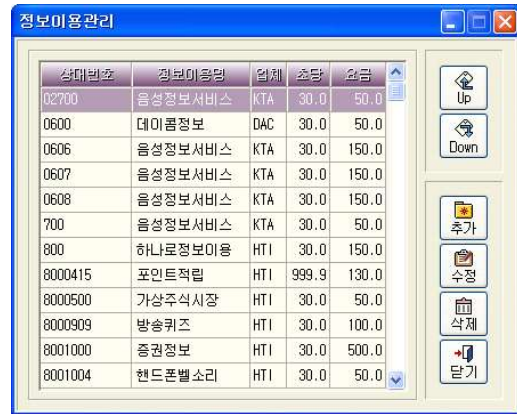 정보이용관리
상대번호 정보이용명 업체 초당 요금
02700 음성정보서비스 KTA 30.0 50.0
0600 데이콤정보 DAC 30.0 50.0
0606 음성정보서비스 KTA 30.0 150.0
0607 음성정보서비스 KTA 30.0 150.0
0608 음성정보서비스 KTA 30.0 150.0
700 음성정보서비스 KTA 30.0 50.0
800 하나로정보이용 HTI 30.0 150.0
8000415 포인트적립 HTI 999.9 130.0
8000500 가상주식시장 HTI 30.0 50.0
8000909 방송퀴즈 HTI 30.0 100.0
8001000 증권정보 HTI 30.0 500.0
8001004 핸드폰벨소리 HTI 30.0 50.0
Up
Down
추가
수정
삭제
닫기